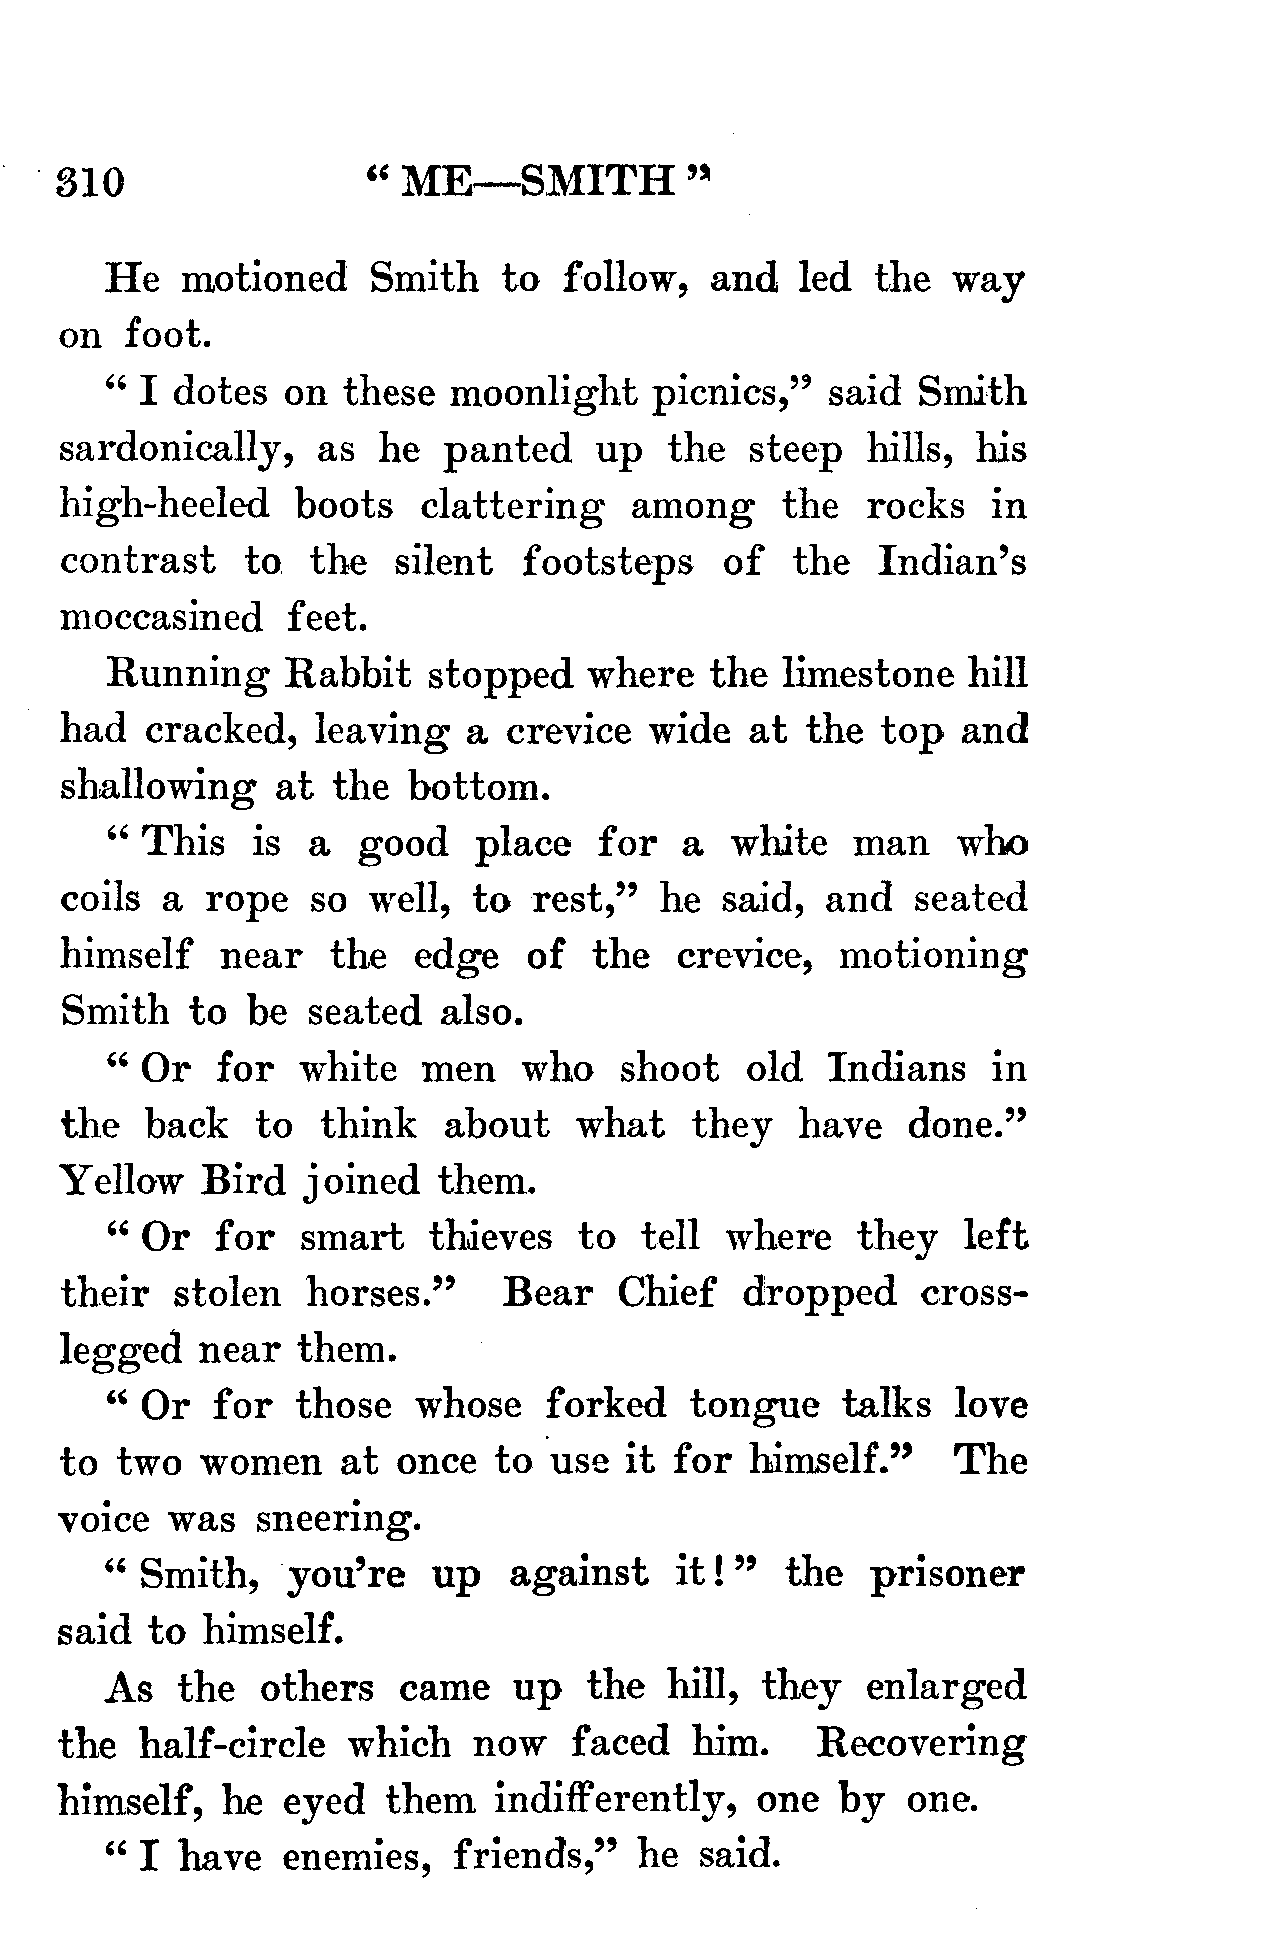 310 “ ME—SMITH ”
He motioned Smith to follow, and led the way
on foot.
“ I dotes on these moonlight picnics,” said Smith
sardonically, as he panted up the steep hills, his
high-heeled boots clattering among the rocks in
contrast to the silent footsteps of the Indian’s
moccasined feet.
Running Rabbit stopped where the limestone hill
had cracked, leaving a crevice wide at the top and
shallowing at the bottom.
“ This is a good place for a white man who
coils a rope so well, to rest,” he said, and seated
himself near the edge of the crevice, motioning
Smith to be seated also.
“ Or for white men who shoot old Indians in
the back to think about what they have done.”
Yellow Bird joined them.
“ Or for smart thieves to tell where they left
their stolen horses.” Bear Chief dropped cross-
legged near them.
“ Or for those whose forked tongue talks love
to two women at once to use it for himself.” The
voice was sneering.
“ Smith, you’re up against it! ” the prisoner
said to himself.
As the others came up the hill, they enlarged
the half-circle which now faced him. Recovering
himself, he eyed them indifferently, one by one.
“ I have enemies, friends,” he said.